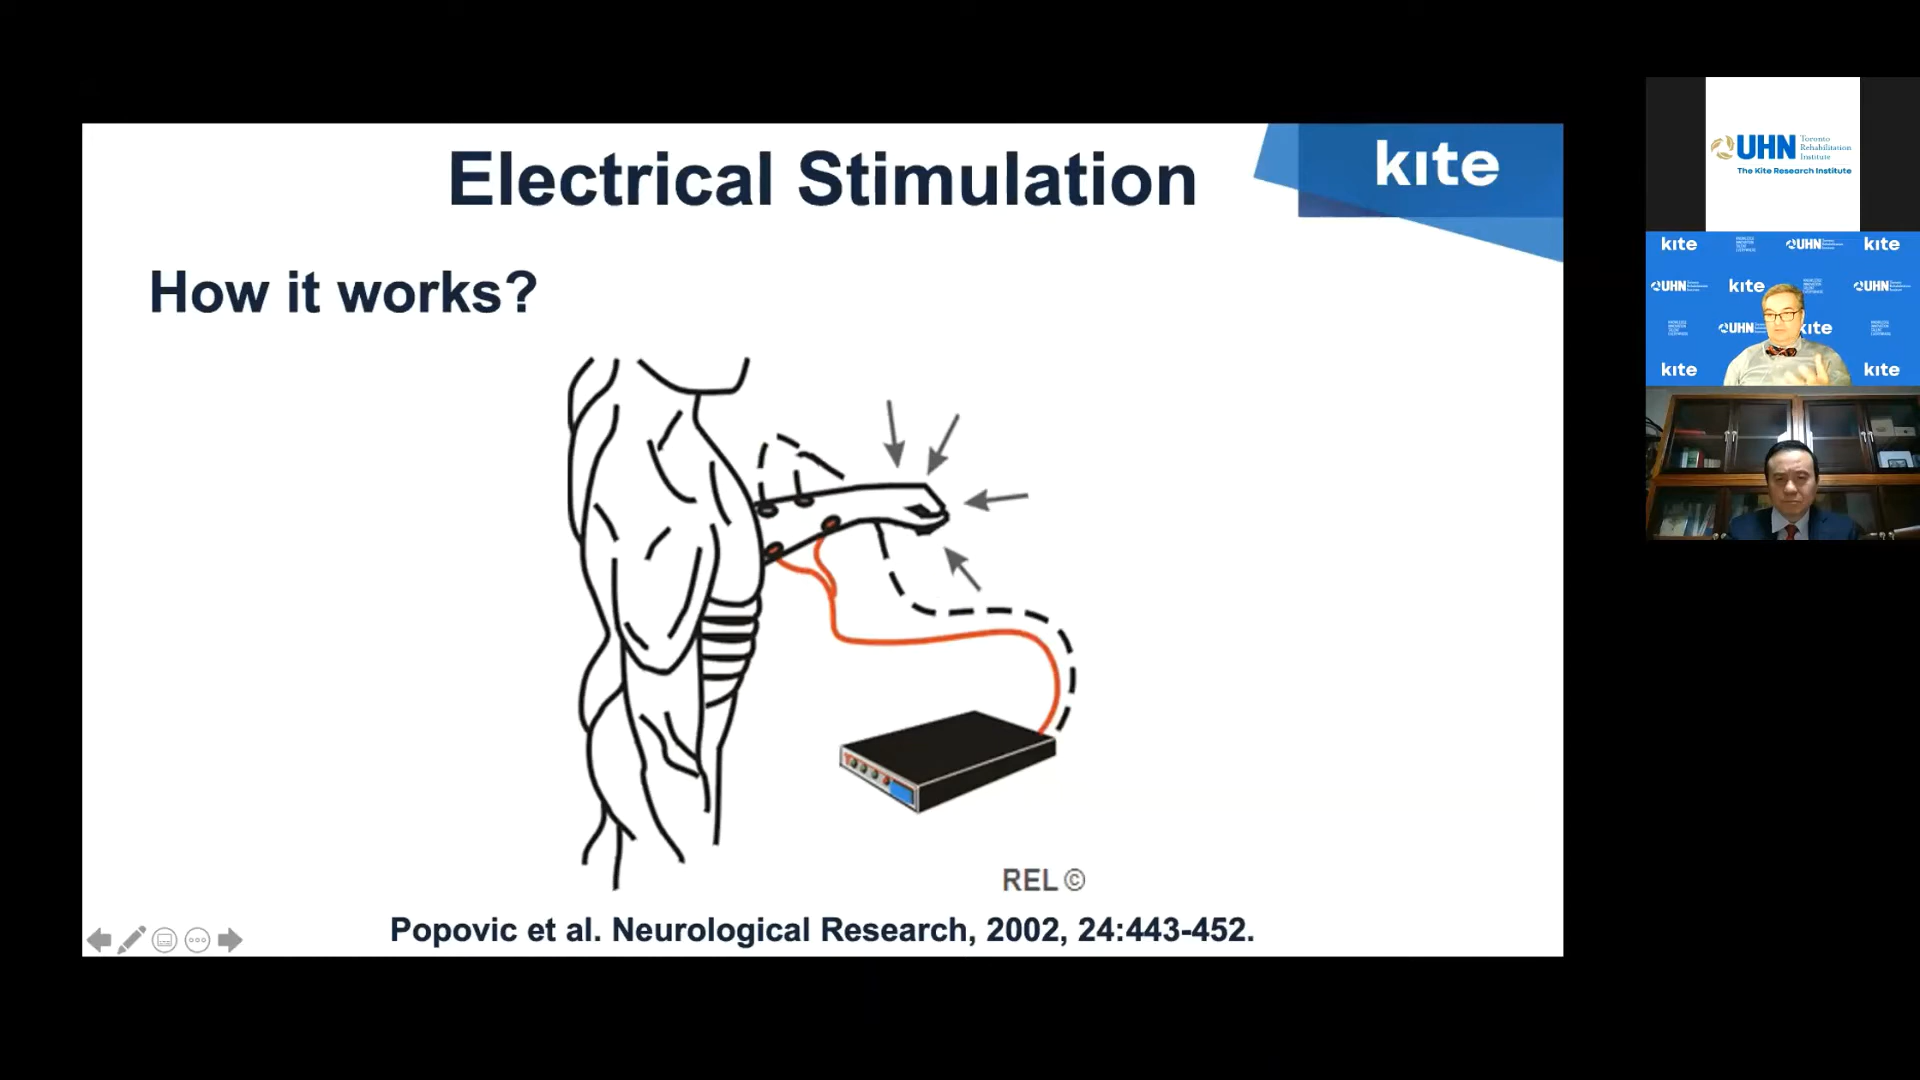 Electrical Stimulation
kite
How it works?
REL ©
Popovic et al. Neurological Research, 2002, 24:443-452.
UHN
Toronto
Rehabilitation
Institute
The Kite Research Institute
kite
UHN
kite
UHN
kite
UHN
UHN
kite
kite
kite